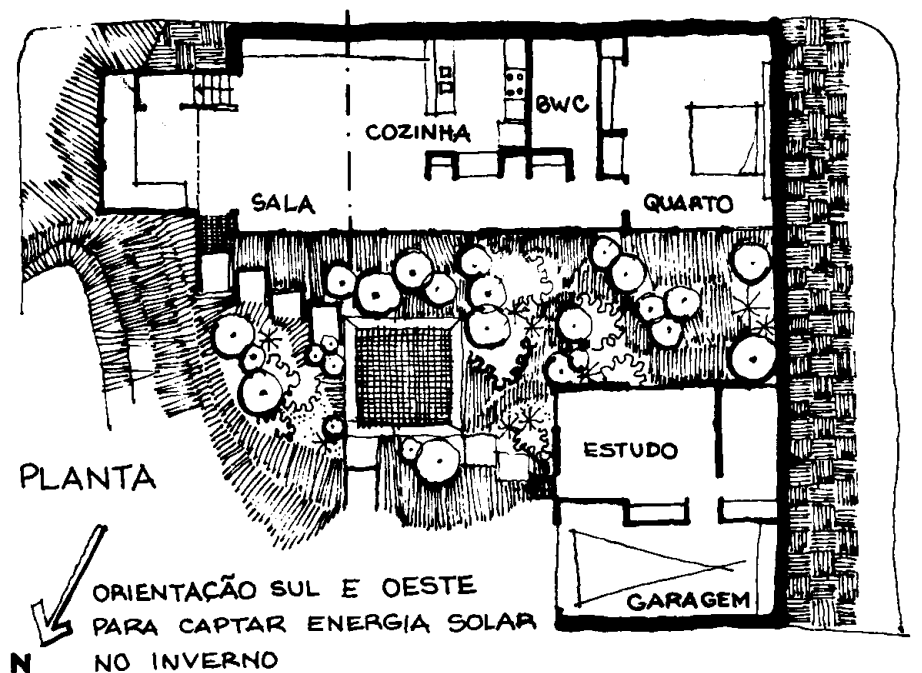 BWC
COZINHA
SALA
QUARTO
ESTUDO
PLANTA
ORIENTAÇÃO SUL E OESTE
PARA CAPTAR ENERGIA SOLAR
NO INVERNO
GARAGEM
N